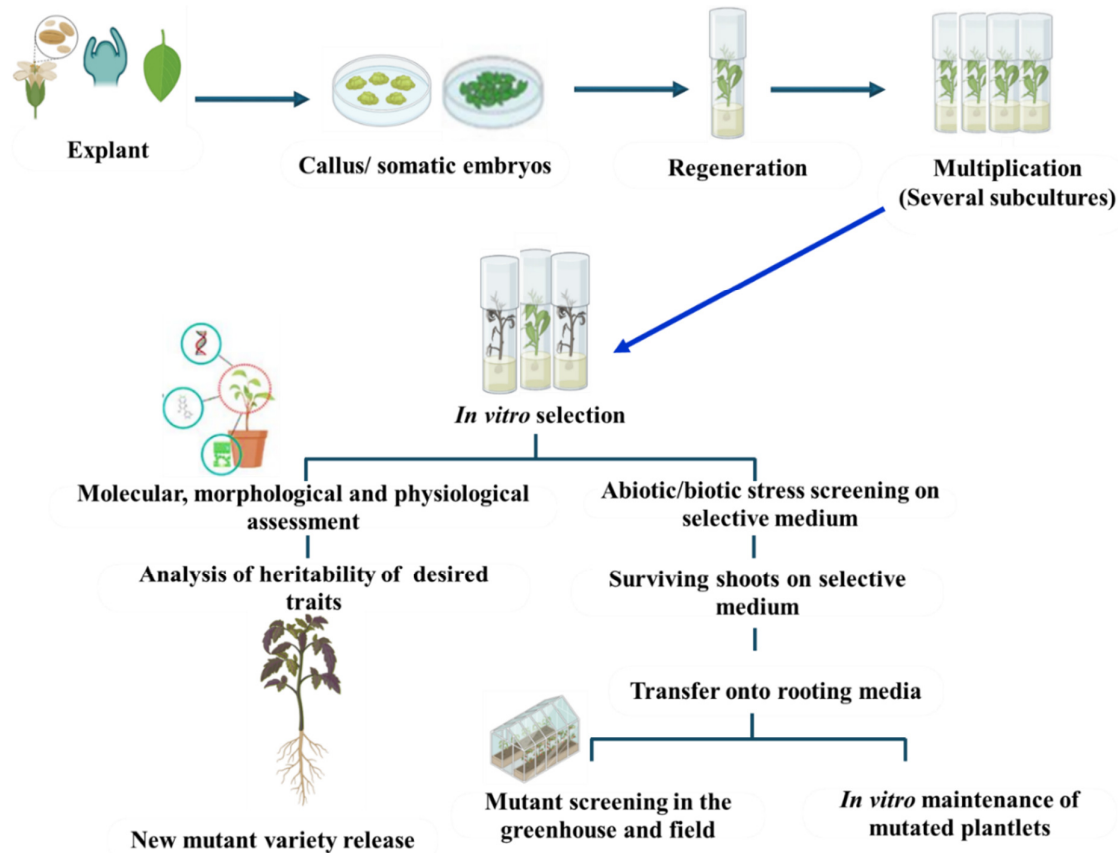 Explant
Callus/ somatic embryos
Regeneration
Multiplication
(Several subcultures)
In vitro selection
Molecular, morphological and physiological
assessment
Analysis of heritability of desired
traits
New mutant variety release
Abiotic/biotic stress screening on
selective medium
Surviving shoots on selective
medium
Transfer onto rooting media
Mutant screening in the
greenhouse and field
In vitro maintenance of
mutated plantlets